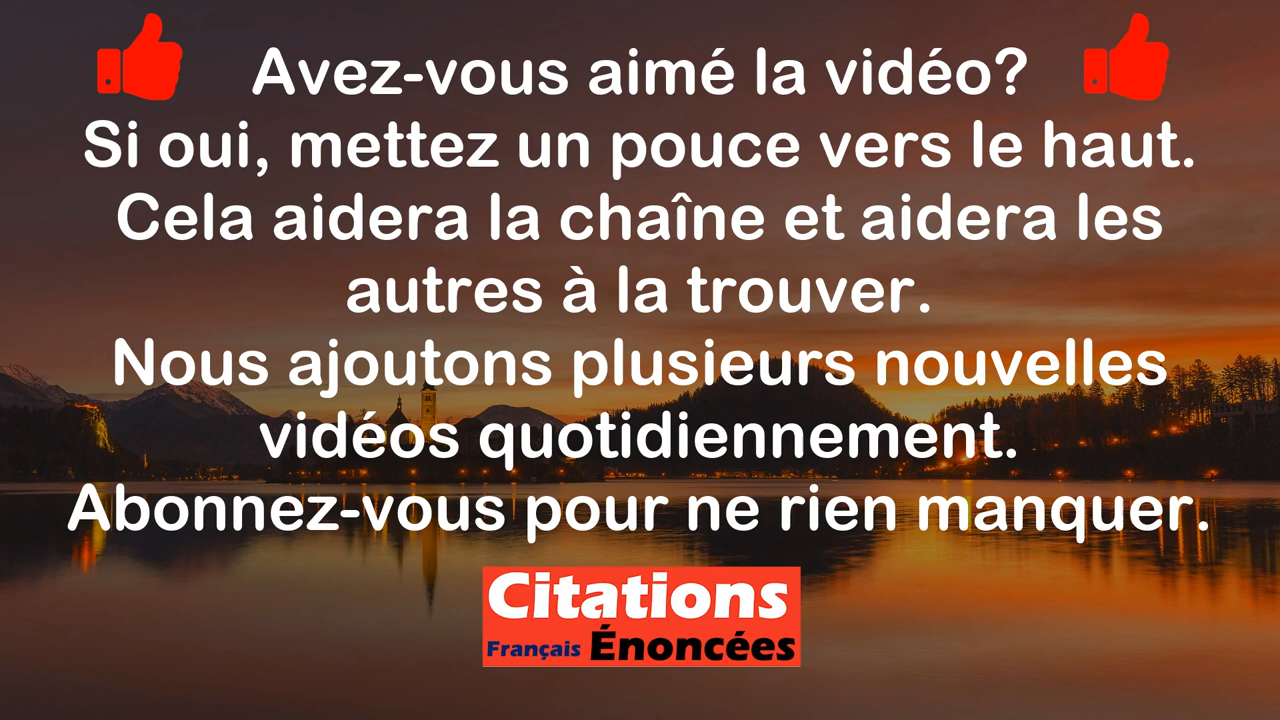 Avez-vous aimé la vidéo?
Si oui, mettez un pouce vers le haut.
Cela aidera la chaîne et aidera les
autres à la trouver.
Nous ajoutons plusieurs nouvelles
vidéos quotidiennement.
Abonnez-vous pour ne rien manquer.
Citations
Français Énoncées